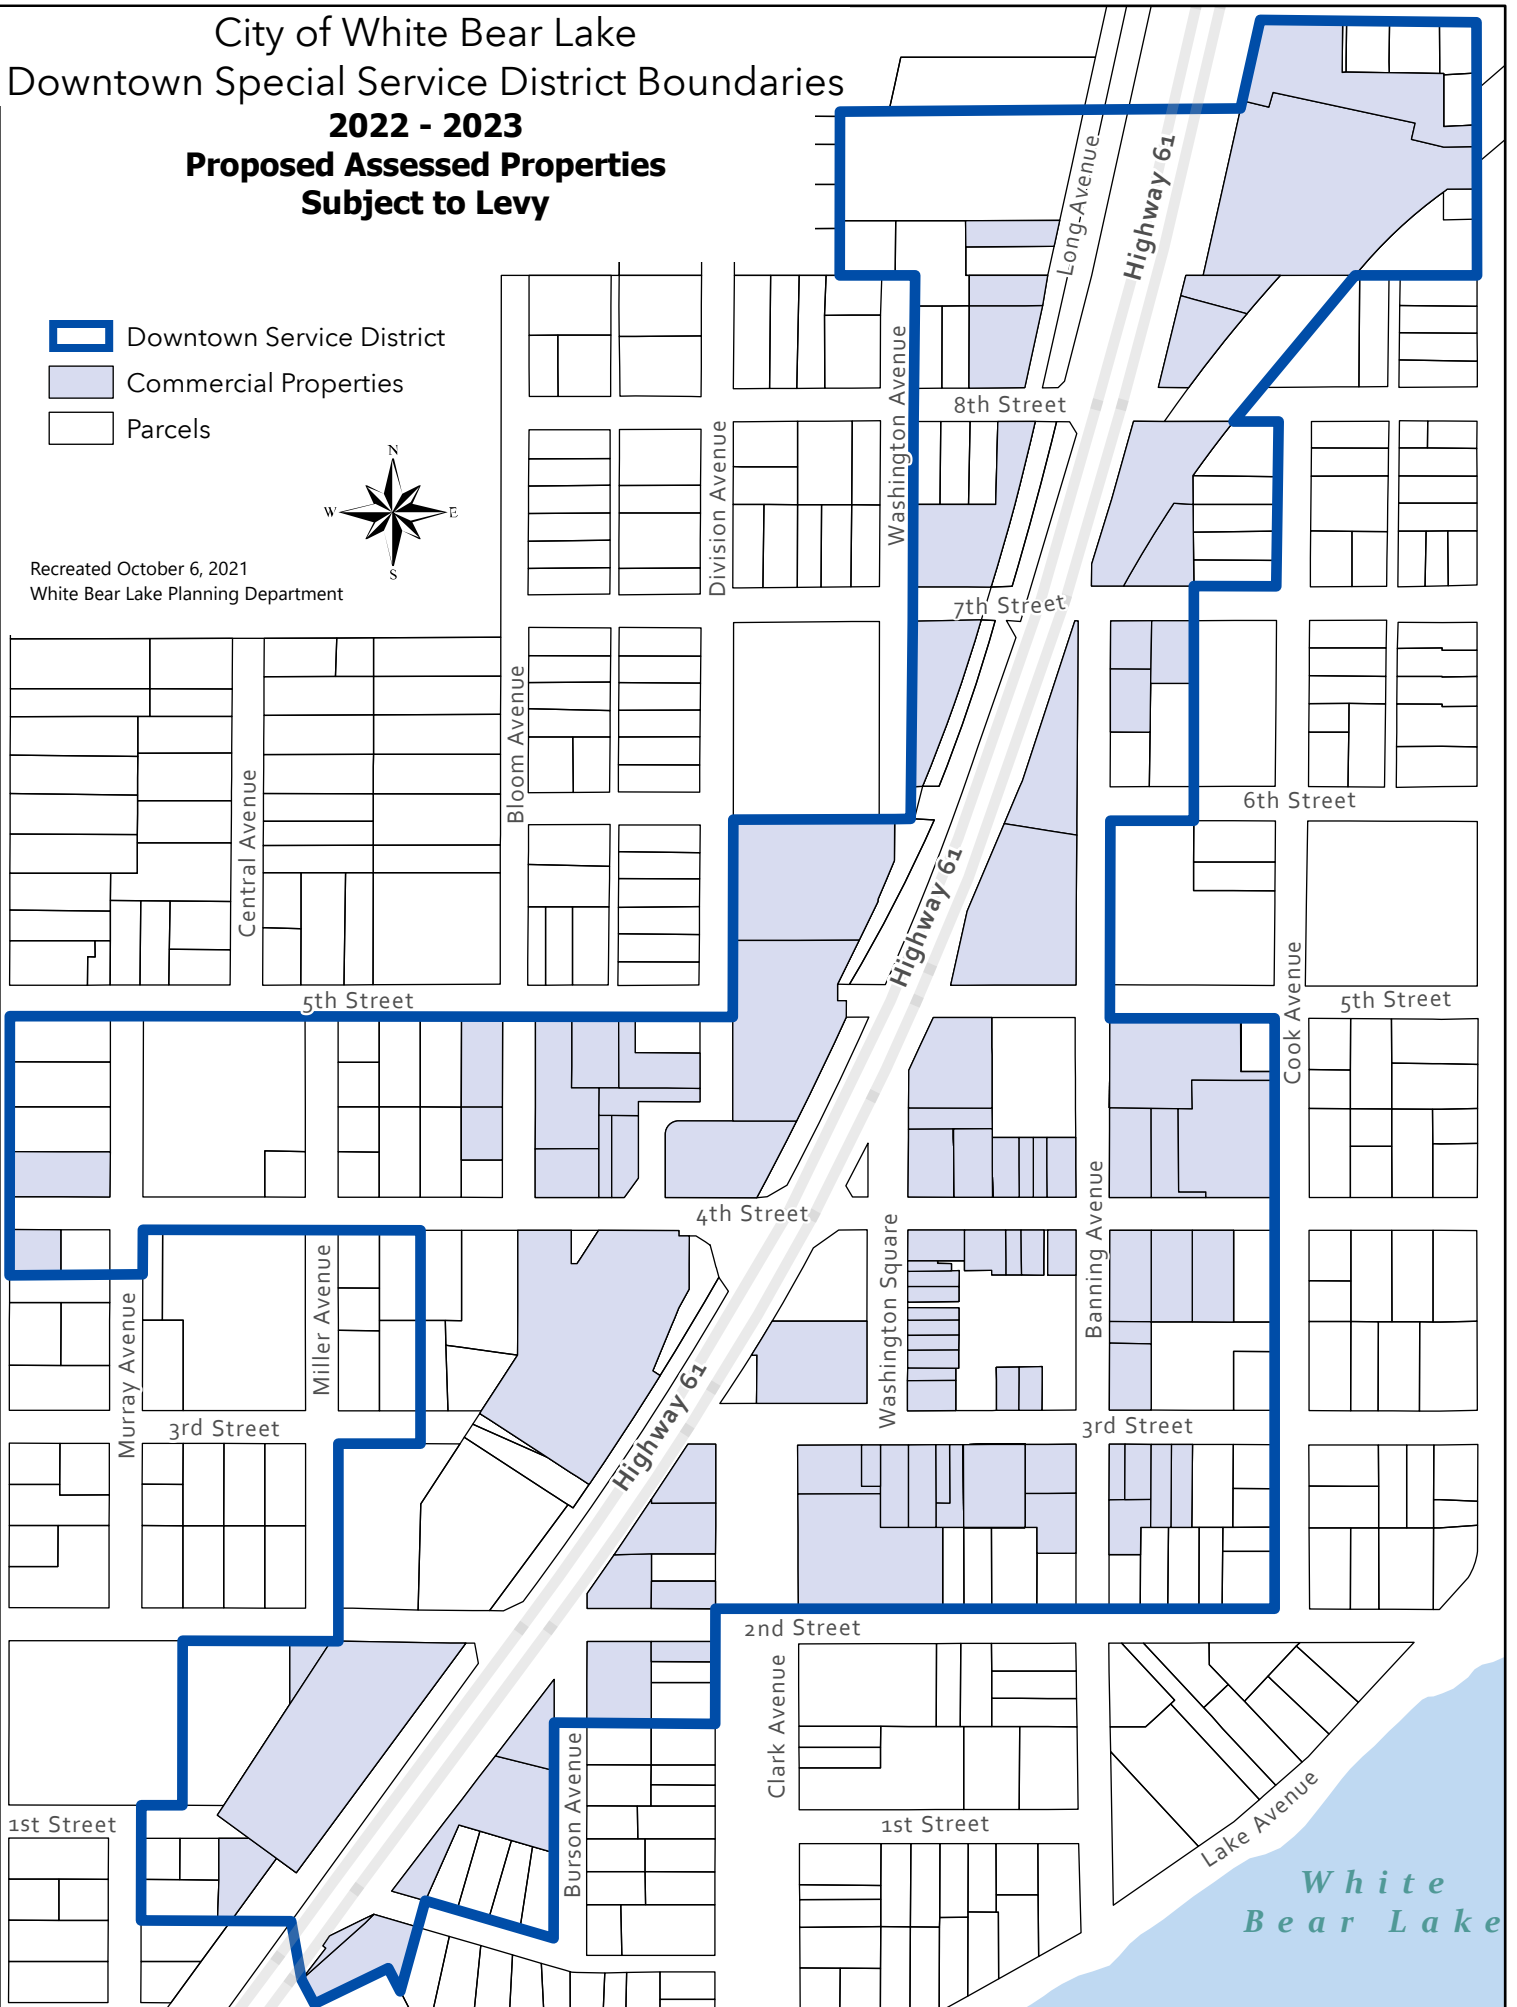 City of White Bear Lake
Downtown Special Service District Boundaries
2022 - 2023
Proposed Assessed Properties
Subject to Levy
Downtown Service District
Commercial Properties
Parcels
N
W
E
S
Recreated October 6, 2021
White Bear Lake Planning Department
Long Avenue
Highway 61
Washington Avenue
8th Street
Division Avenue
7th Street
Bloom Avenue
Central Avenue
6th Street
Highway 61
5th Street
5th Street
Cook Avenue
4th Street
Banning Avenue
Washington Square
Miller Avenue
Murray Avenue
3rd Street
3rd Street
Highway 61
2nd Street
Clark Avenue
Burson Avenue
1st Street
1st Street
Lake Avenue
White
Bear Lake